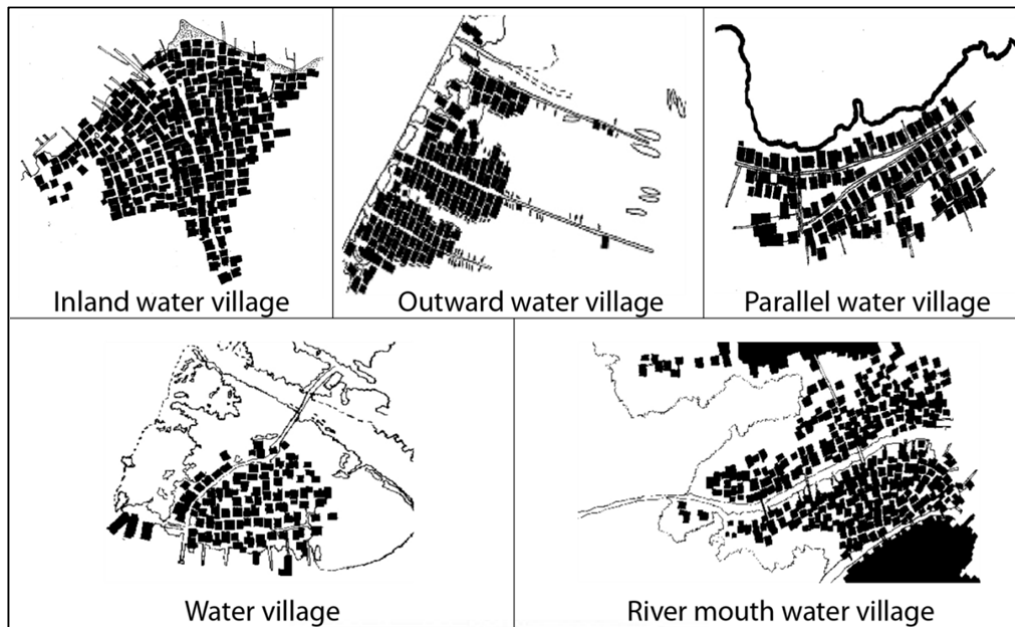 Inland water village
Outward water village
Parallel water village
Water village
River mouth water village